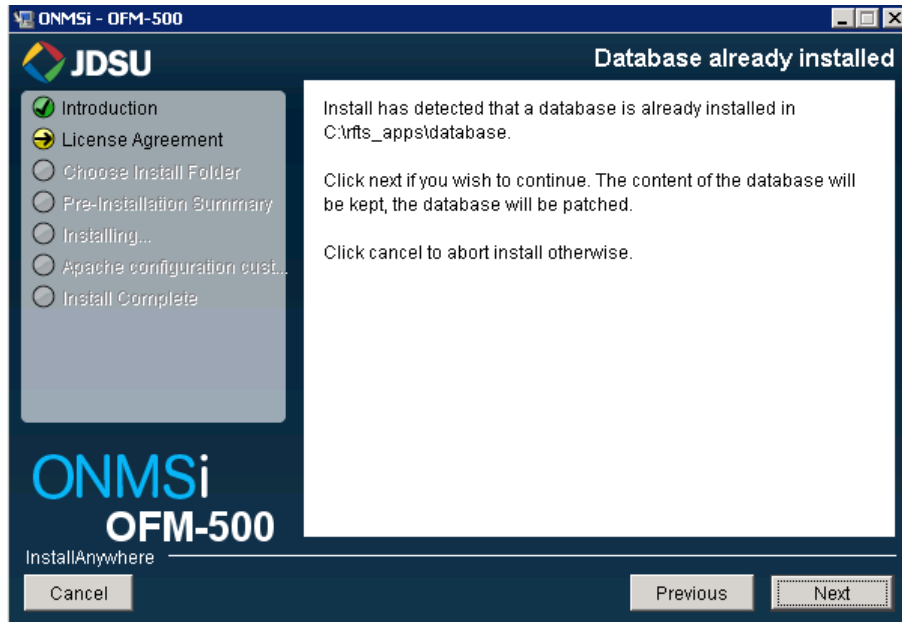 ONMSi - OFM-500
JDSU
Database already installed
Introduction
License Agreement
Choose Install Folder
Pre-Installation Summary
Installing...
Apache configuration cust...
Install Complete
Install has detected that a database is already installed in
C:\rfts_apps\database.
Click next if you wish to continue. The content of the database will
be kept, the database will be patched.
Click cancel to abort install otherwise.
ONMSi
OFM-500
InstallAnywhere
Cancel
Previous
Next